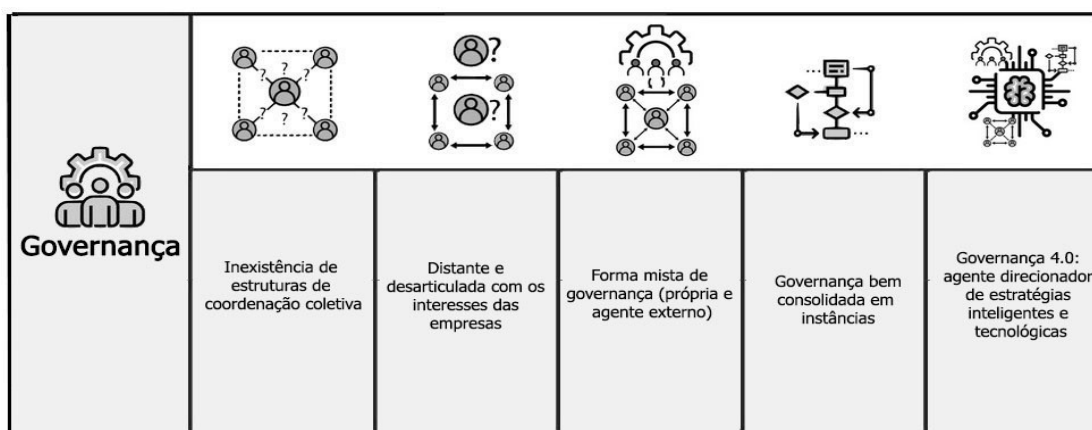 ?
?
?
?
?
?
?
?
Governança
Inexistência de
estruturas de
coordenação coletiva
Distante e
desarticulada com os
interesses das
empresas
Forma mista de
governança (própria e
agente externo)
Governança bem
consolidada em
instâncias
Governança 4.0:
agente direcionador
de estratégias
inteligentes e
tecnológicas